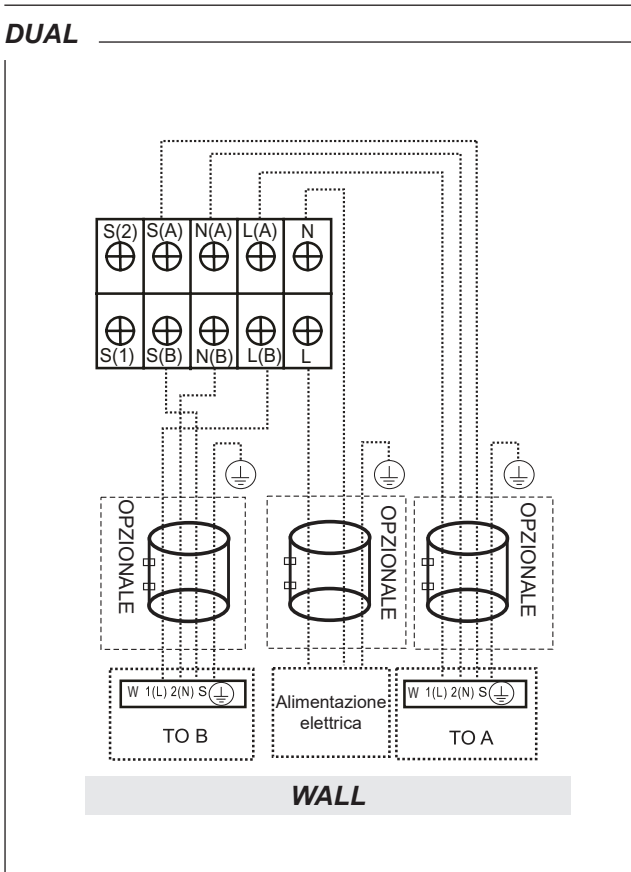 DUAL
S(2) S(A) N(A) L(A) N
S(1) S(B) N(B) L(B) L
OPZIONALE
OPZIONALE
OPZIONALE
W 1(L) 2(N) S
TO B
Alimentazione
elettrica
W 1(L) 2(N) S
TO A
WALL